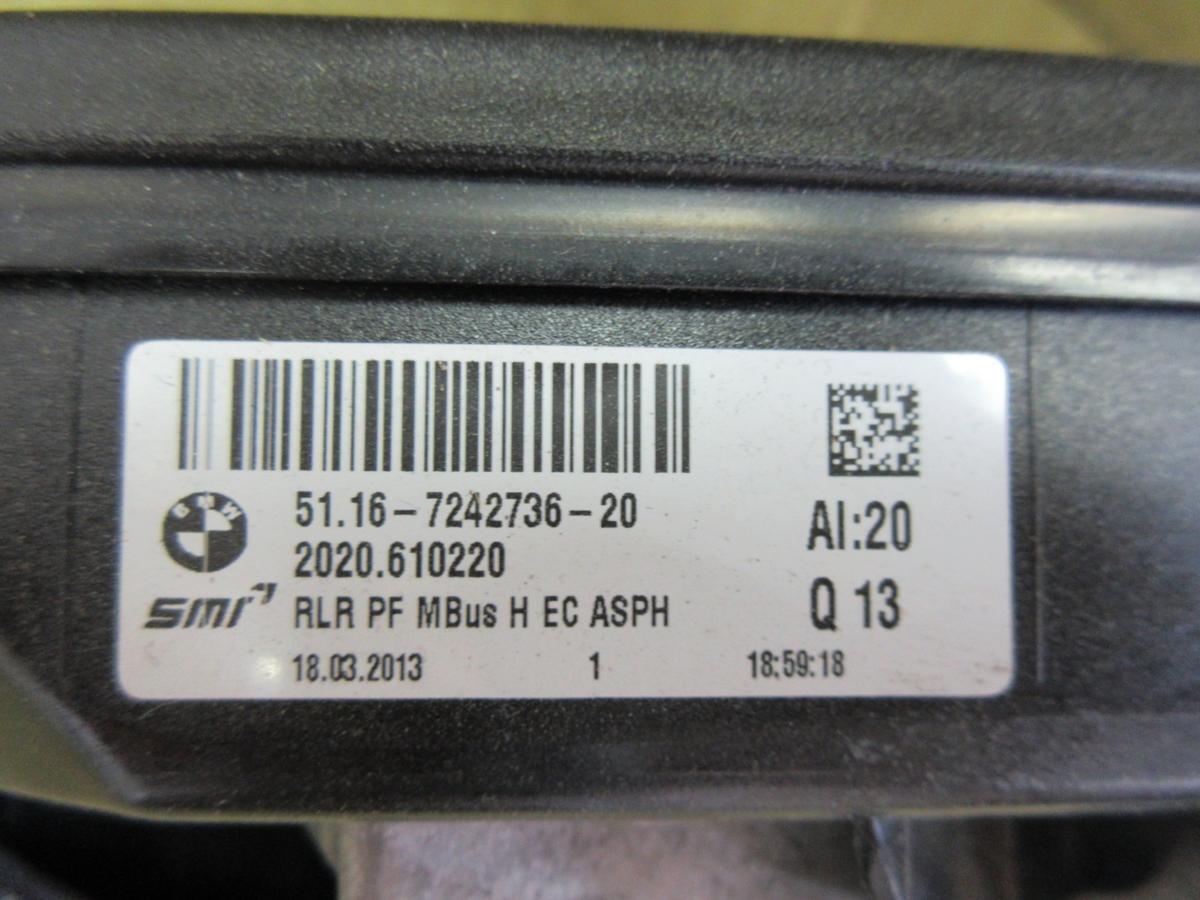 BMW
51.16-7242736-20
2020.610220
smr
RLR PF MBus H EC ASPH
18.03.2013 1 18:59:18
AI:20
Q 13